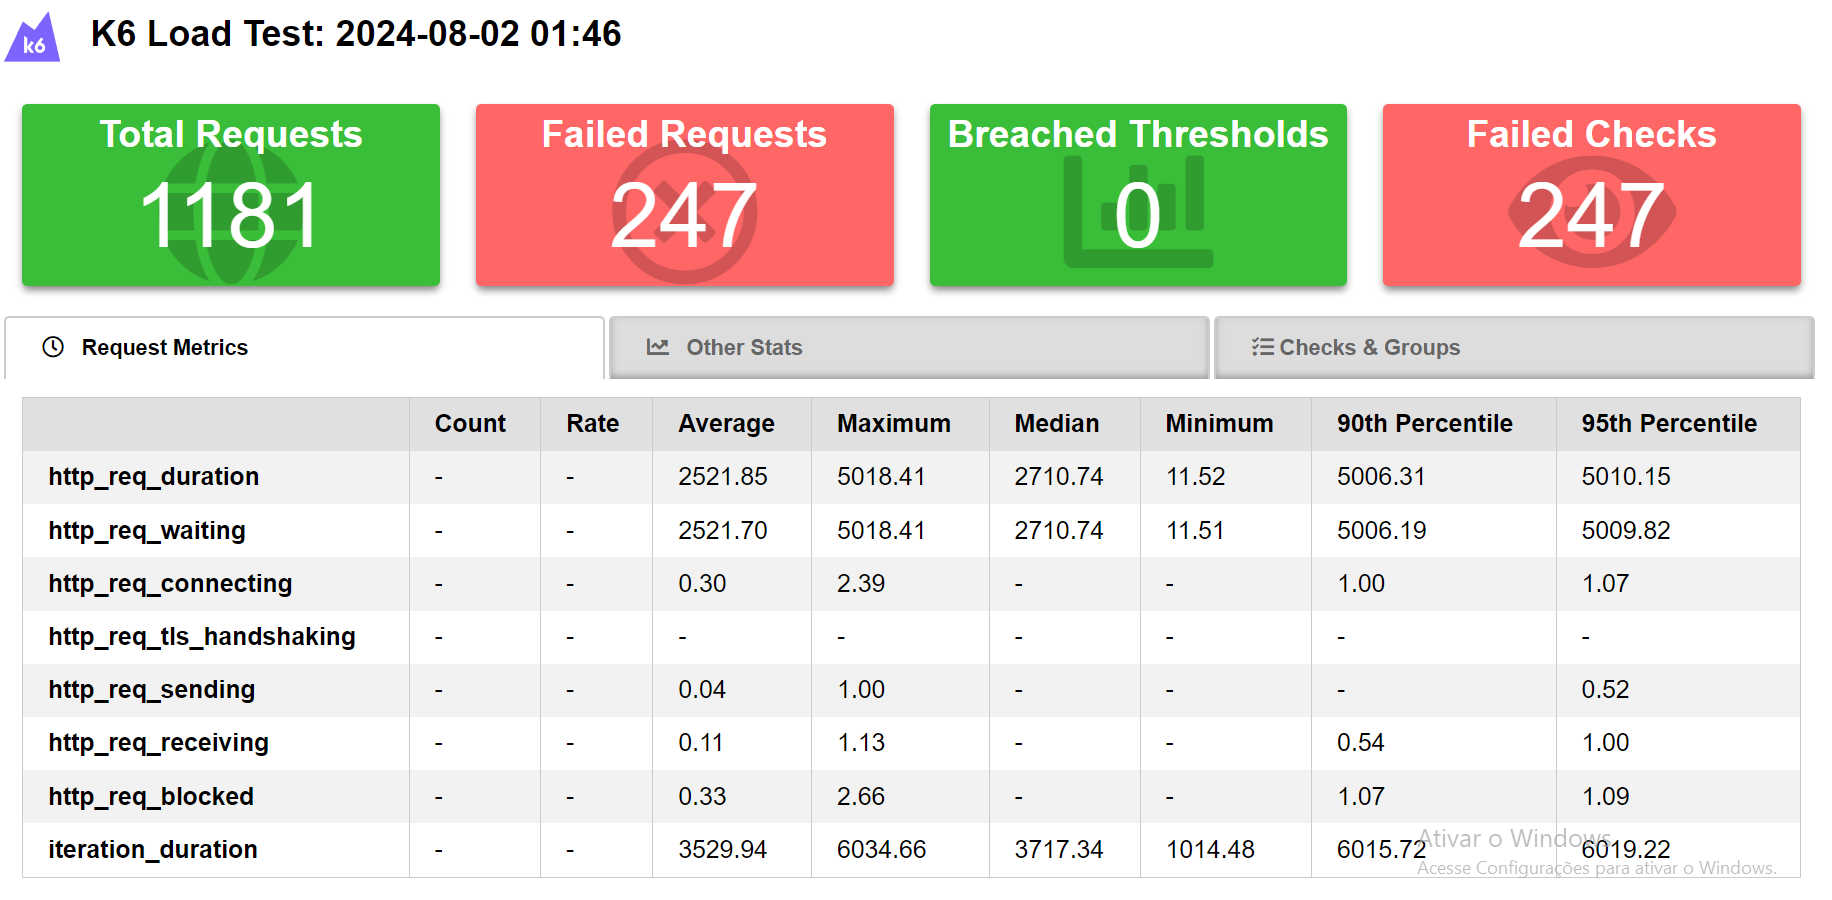 k6
K6 Load Test: 2024-08-02 01:46
Total Requests
1181
Failed Requests
247
Breached Thresholds
0
Failed Checks
247
Request Metrics
Other Stats
Checks & Groups
Count Rate Average Maximum Median Minimum 90th Percentile 95th Percentile
http_req_duration - - 2521.85 5018.41 2710.74 11.52 5006.31 5010.15
http_req_waiting - - 2521.70 5018.41 2710.74 11.51 5006.19 5009.82
http_req_connecting - - 0.30 2.39 - - 1.00 1.07
http_req_tls_handshaking - - - - - - - -
http_req_sending - - 0.04 1.00 - - - 0.52
http_req_receiving - - 0.11 1.13 - - 0.54 1.00
http_req_blocked - - 0.33 2.66 - - 1.07 1.09
iteration_duration - - 3529.94 6034.66 3717.34 1014.48 6015.72 6019.22
Ativar o Windows
Acesse Configurações para ativar o Windows.